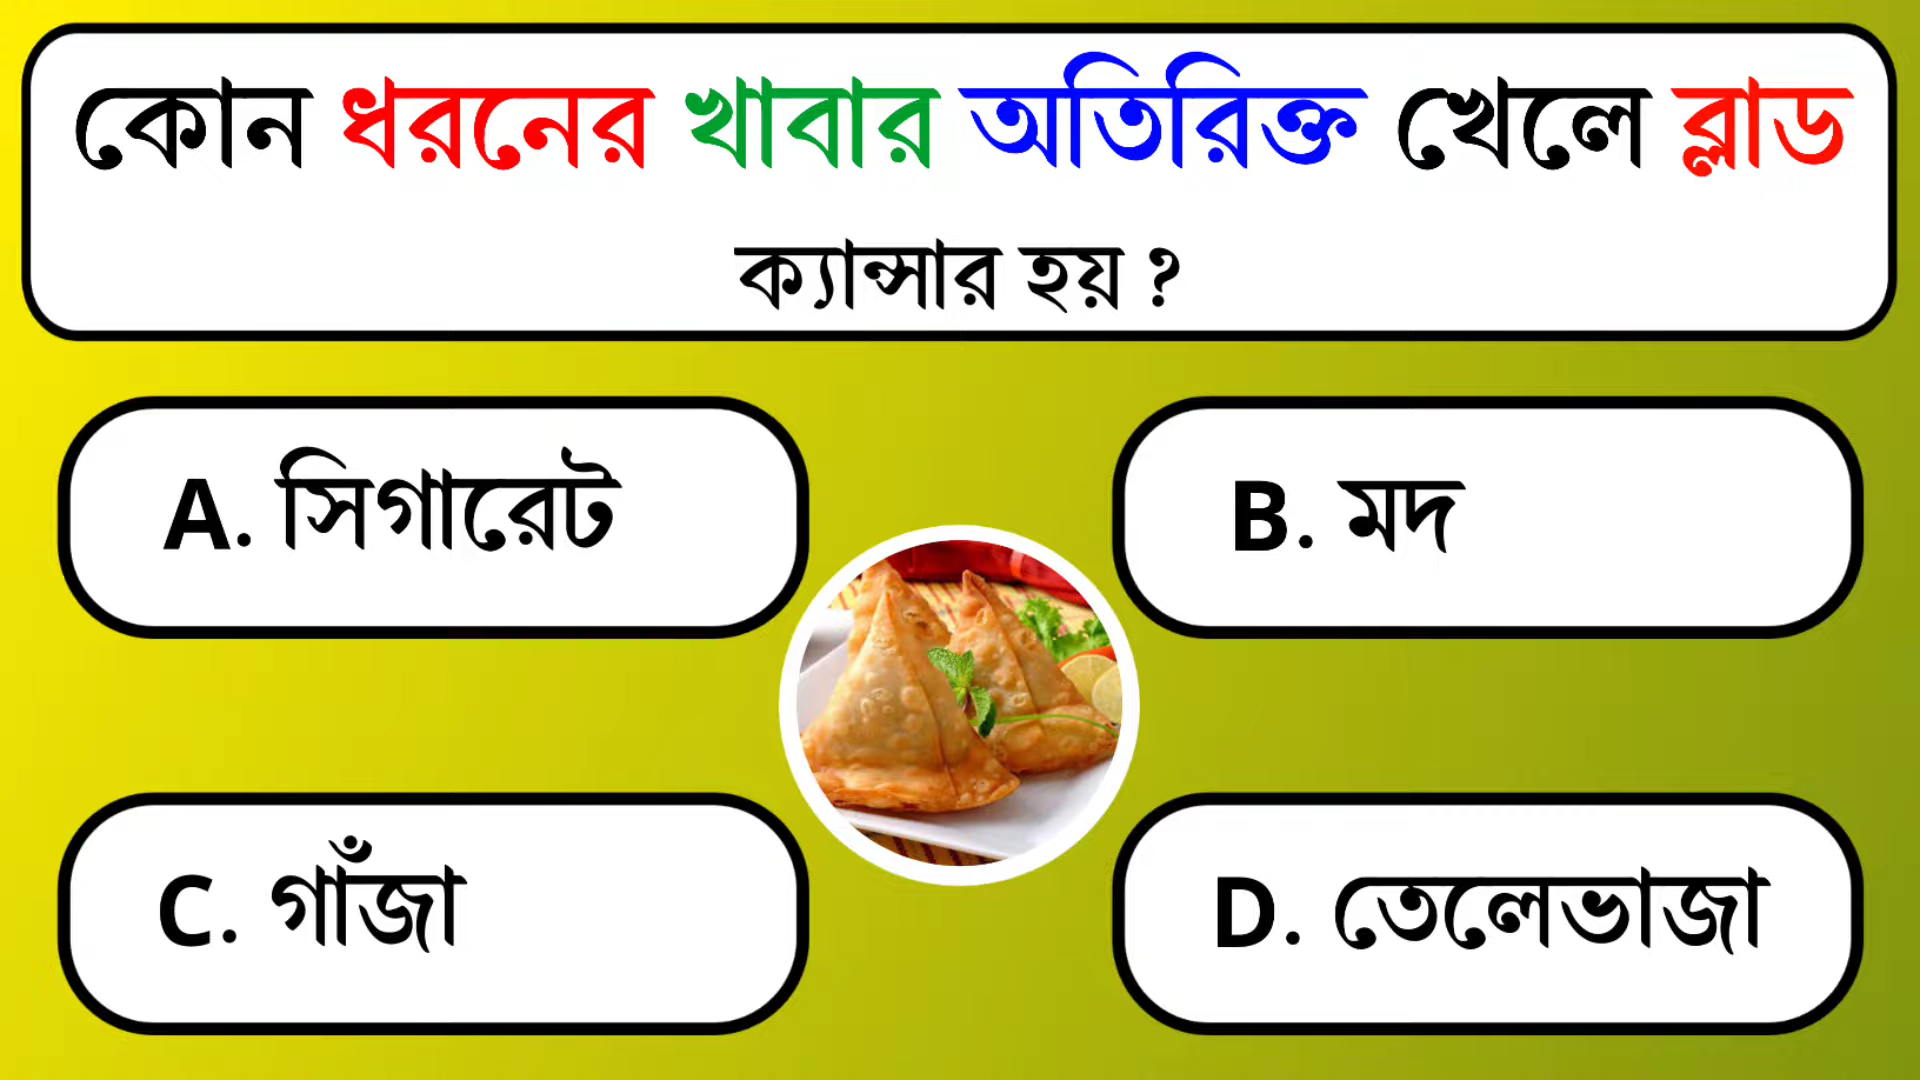 কোন ধরনের খাবার অতিরিক্ত খেলে ব্লাড
ক্যান্সার হয় ?
A. সিগারেট
B. মদ
C. গাঁজা
D. তেলেভাজা